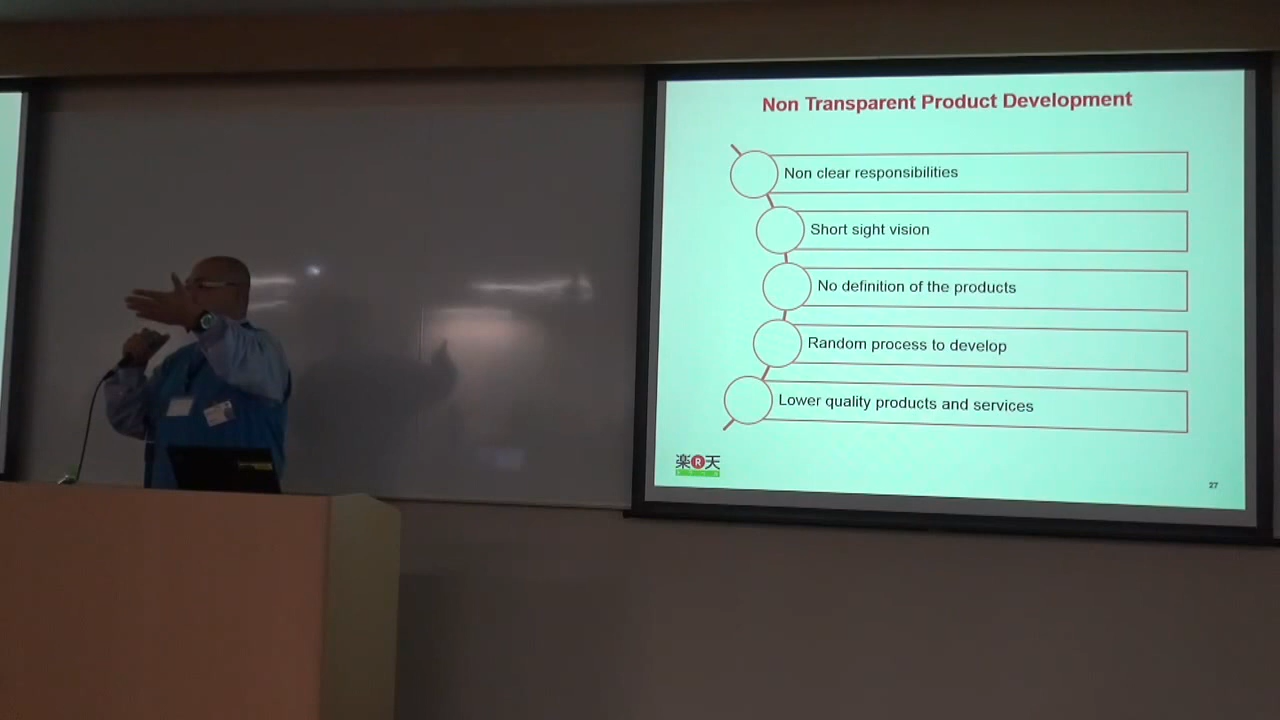 Non Transparent Product Development
Non clear responsibilities
Short sight vision
No definition of the products
Random process to develop
Lower quality products and services
楽R天
27